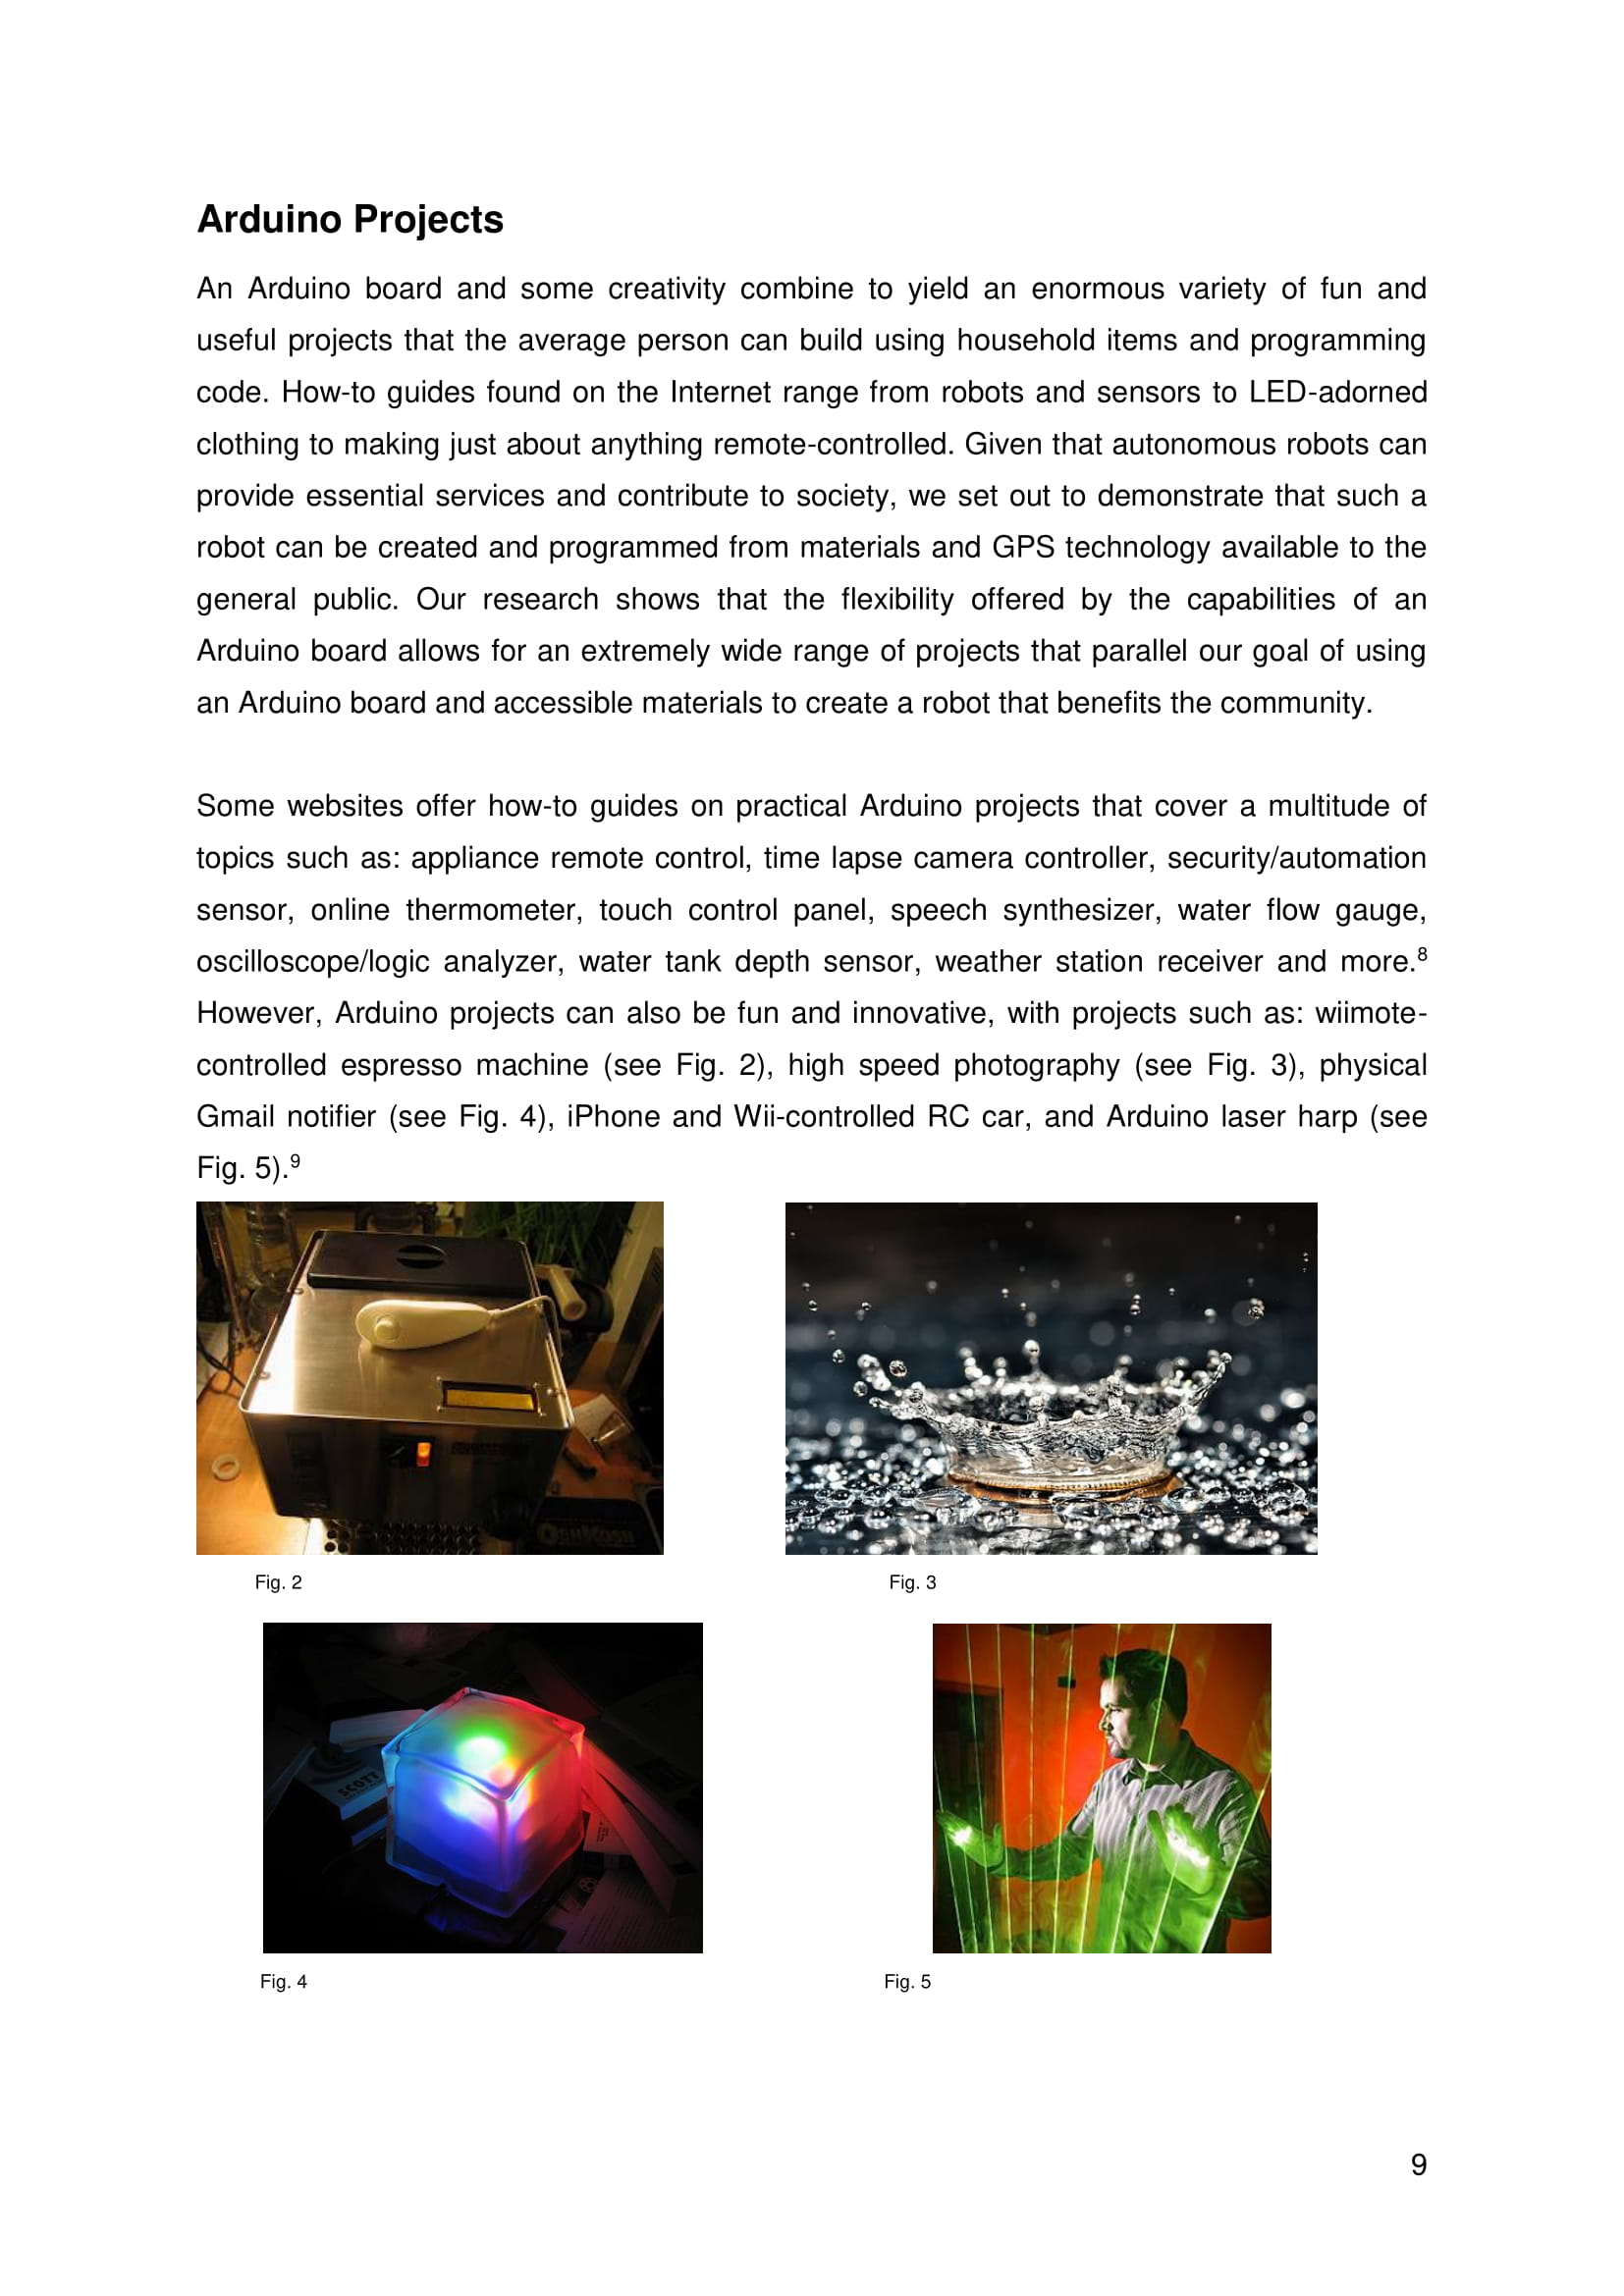 Arduino Projects
An Arduino board and some creativity combine to yield an enormous variety of fun and
useful projects that the average person can build using household items and programming
code. How-to guides found on the Internet range from robots and sensors to LED-adorned
clothing to making just about anything remote-controlled. Given that autonomous robots can
provide essential services and contribute to society, we set out to demonstrate that such a
robot can be created and programmed from materials and GPS technology available to the
general public. Our research shows that the flexibility offered by the capabilities of an
Arduino board allows for an extremely wide range of projects that parallel our goal of using
an Arduino board and accessible materials to create a robot that benefits the community.
Some websites offer how-to guides on practical Arduino projects that cover a multitude of
topics such as: appliance remote control, time lapse camera controller, security/automation
sensor, online thermometer, touch control panel, speech synthesizer, water flow gauge,
oscilloscope/logic analyzer, water tank depth sensor, weather station receiver and more.⁸
However, Arduino projects can also be fun and innovative, with projects such as: wiimote-
controlled espresso machine (see Fig. 2), high speed photography (see Fig. 3), physical
Gmail notifier (see Fig. 4), iPhone and Wii-controlled RC car, and Arduino laser harp (see
Fig. 5).⁹
OshKosh
Fig. 2
Fig. 3
SCOTT
Fig. 4
Fig. 5
9